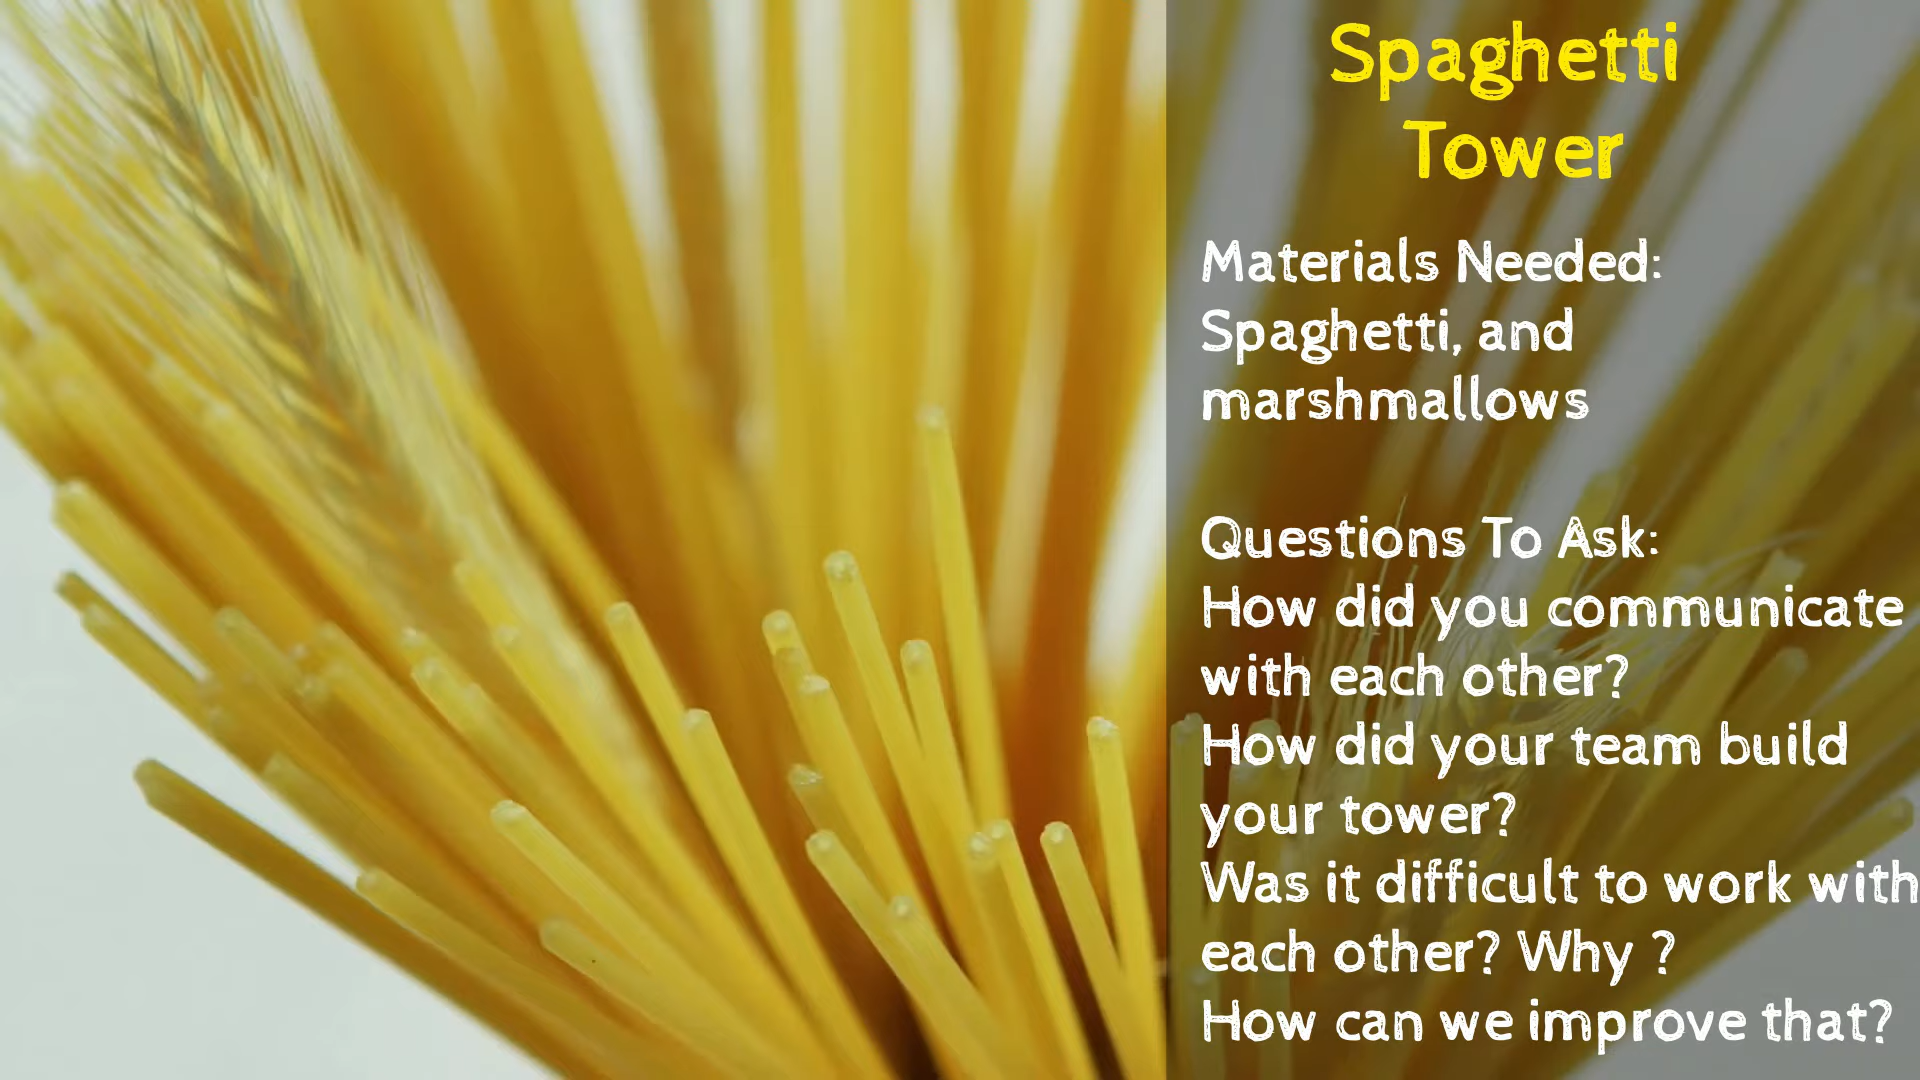 Spaghetti
Tower
Materials Needed:
Spaghetti, and
marshmallows
Questions To Ask:
How did you communicate
with each other?
How did your team build
your tower?
Was it difficult to work with
each other? Why ?
How can we improve that?